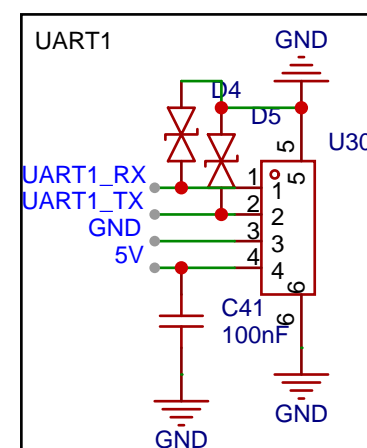 UART1
GND
D4
D5
5
U30
UART1_RX
1
1
5
UART1_TX
2
2
GND
3
3
5V
4
4
6
C41
6
100nF
GND
GND